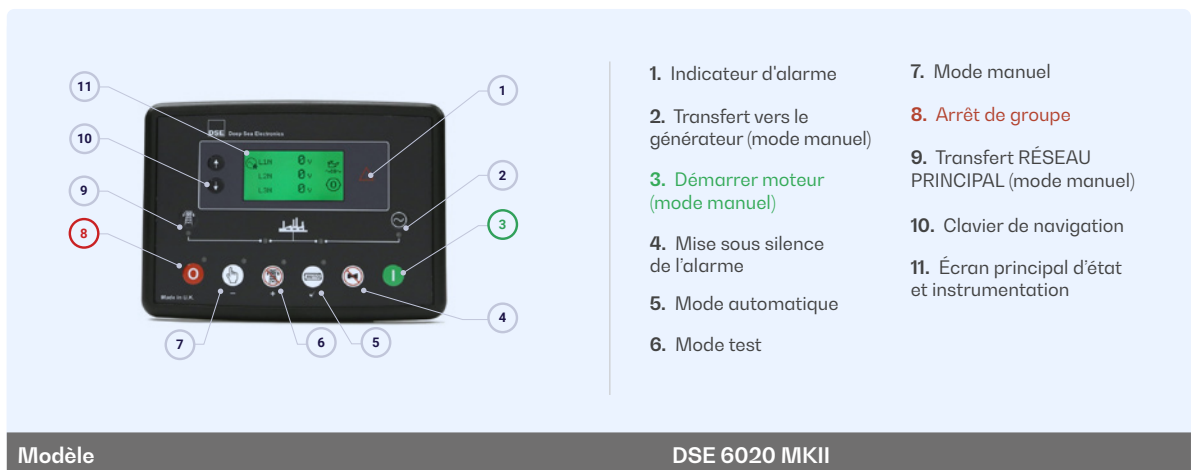 11
10
9
8
7
6
5
4
3
2
1
DSE Deep Sea Electronics
L1N 0 v
L2N 0 v
L3N 0 v
Made in U.K.
1. Indicateur d'alarme
2. Transfert vers le
générateur (mode manuel)
3. Démarrer moteur
(mode manuel)
4. Mise sous silence
de l'alarme
5. Mode automatique
6. Mode test
7. Mode manuel
8. Arrêt de groupe
9. Transfert RÉSEAU
PRINCIPAL (mode manuel)
10. Clavier de navigation
11. Écran principal d'état
et instrumentation
Modèle DSE 6020 MKII